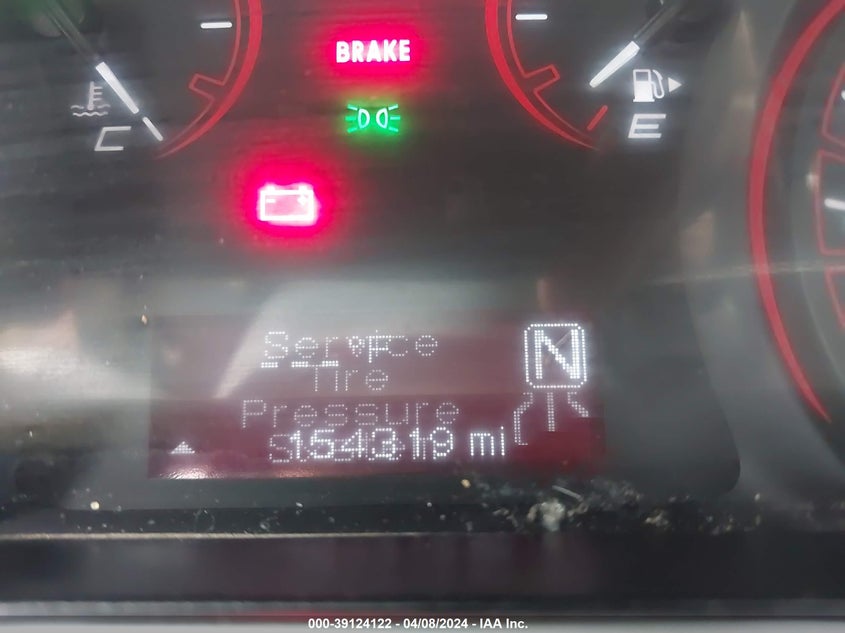 BRAKE
C
E
Service
--- °F
Tire
Pressure
N
154319 mi
000-39124122 - 04/08/2024 - IAA Inc.